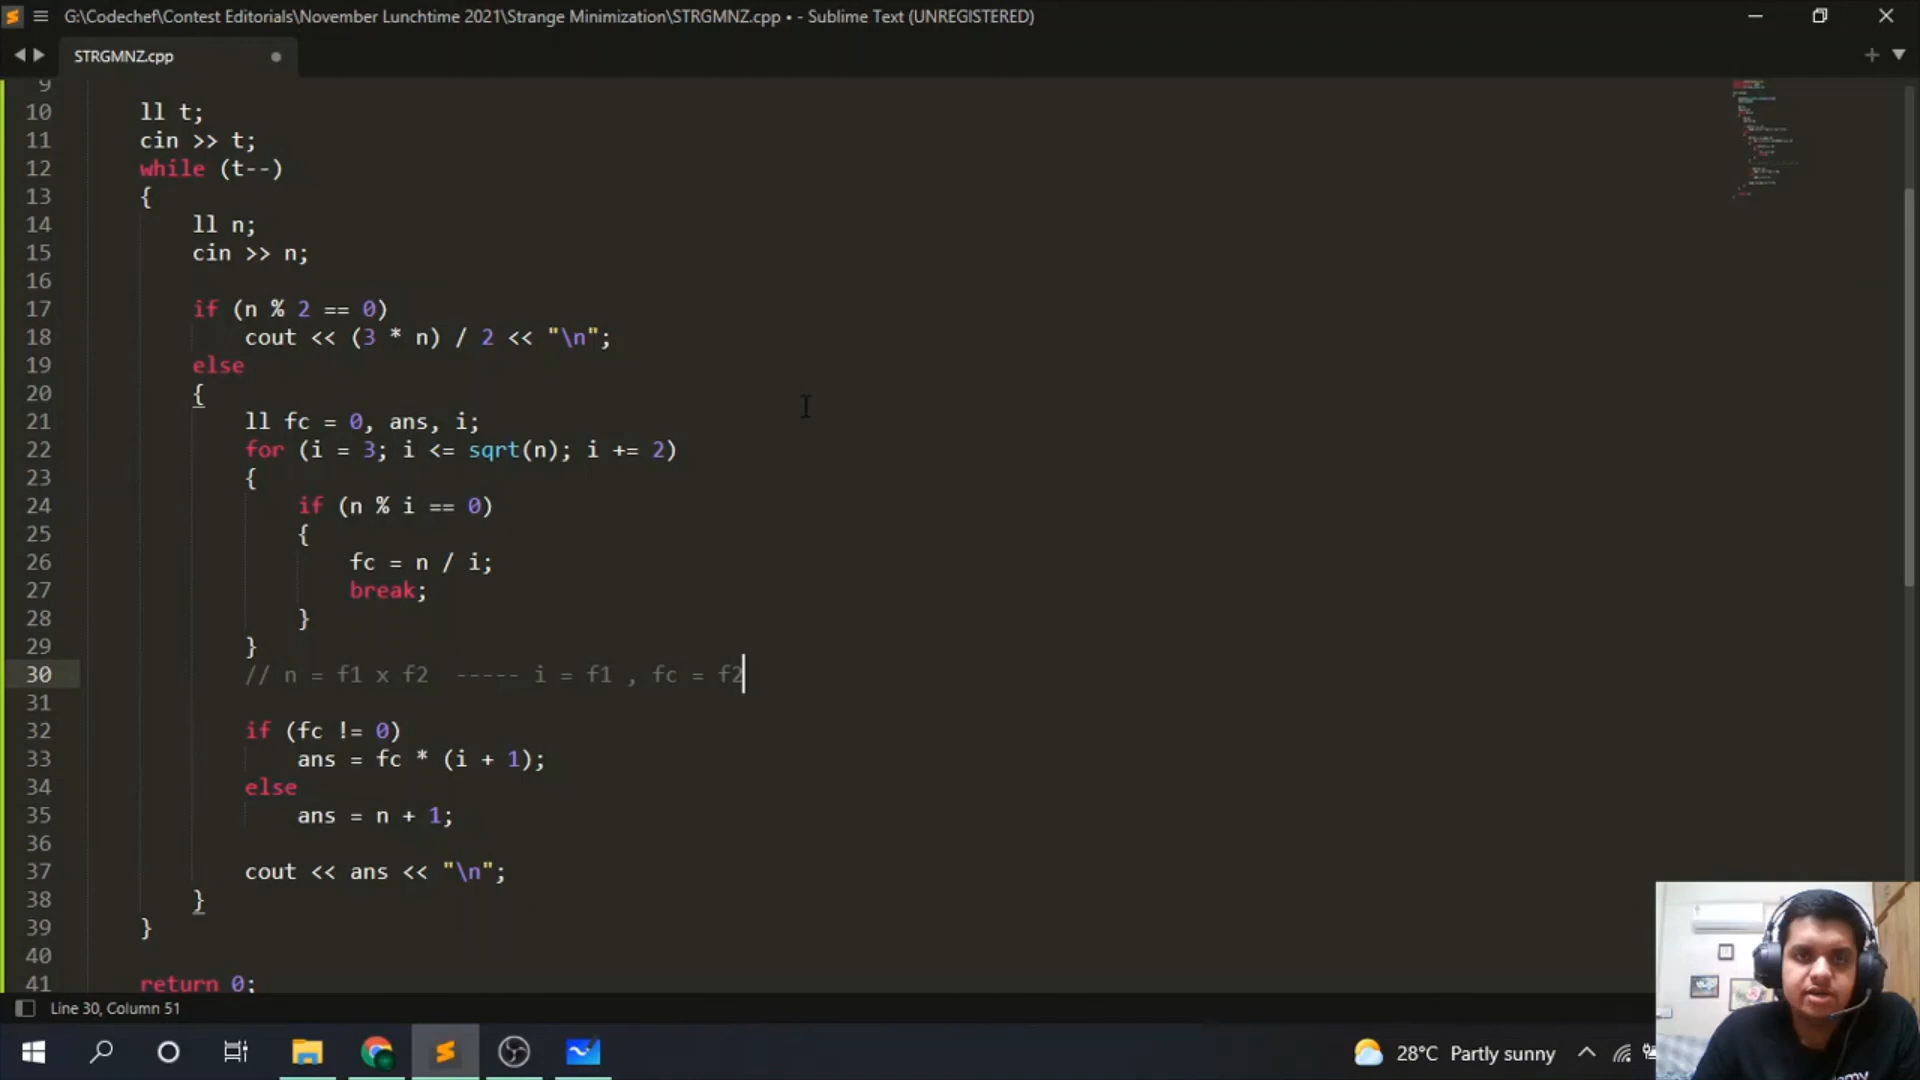 G:\Codechef\Contest Editorials\November Lunchtime 2021\Strange Minimization\STRGMNZ.cpp • - Sublime Text (UNREGISTERED)
STRGMNZ.cpp
9
10 ll t;
11 cin >> t;
12 while (t--)
13 {
14 ll n;
15 cin >> n;
16
17 if (n % 2 == 0)
18 cout << (3 * n) / 2 << "\n";
19 else
20 {
21 ll fc = 0, ans, i;
22 for (i = 3; i <= sqrt(n); i += 2)
23 {
24 if (n % i == 0)
25 {
26 fc = n / i;
27 break;
28 }
29 }
30 // n = f1 x f2 ----- i = f1 , fc = f2
31
32 if (fc != 0)
33 ans = fc * (i + 1);
34 else
35 ans = n + 1;
36
37 cout << ans << "\n";
38 }
39 }
40
41 return 0;
Line 30, Column 51
28°C Partly sunny